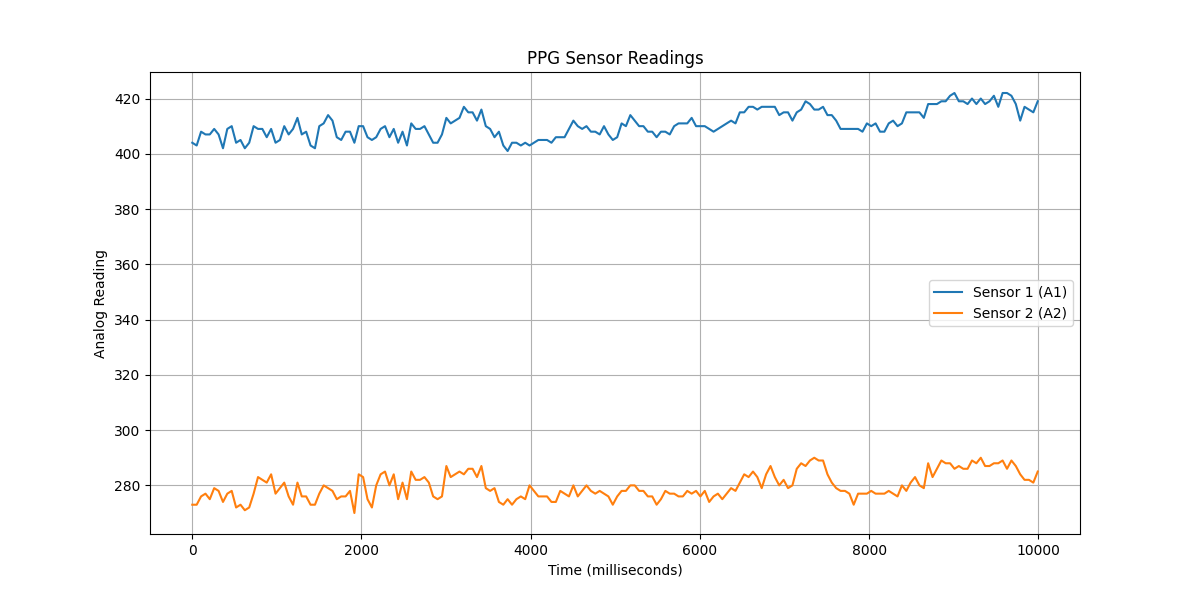 PPG Sensor Readings
420
400
380
360
340
320
300
280
Analog Reading
Sensor 1 (A1)
Sensor 2 (A2)
0 2000 4000 6000 8000 10000
Time (milliseconds)